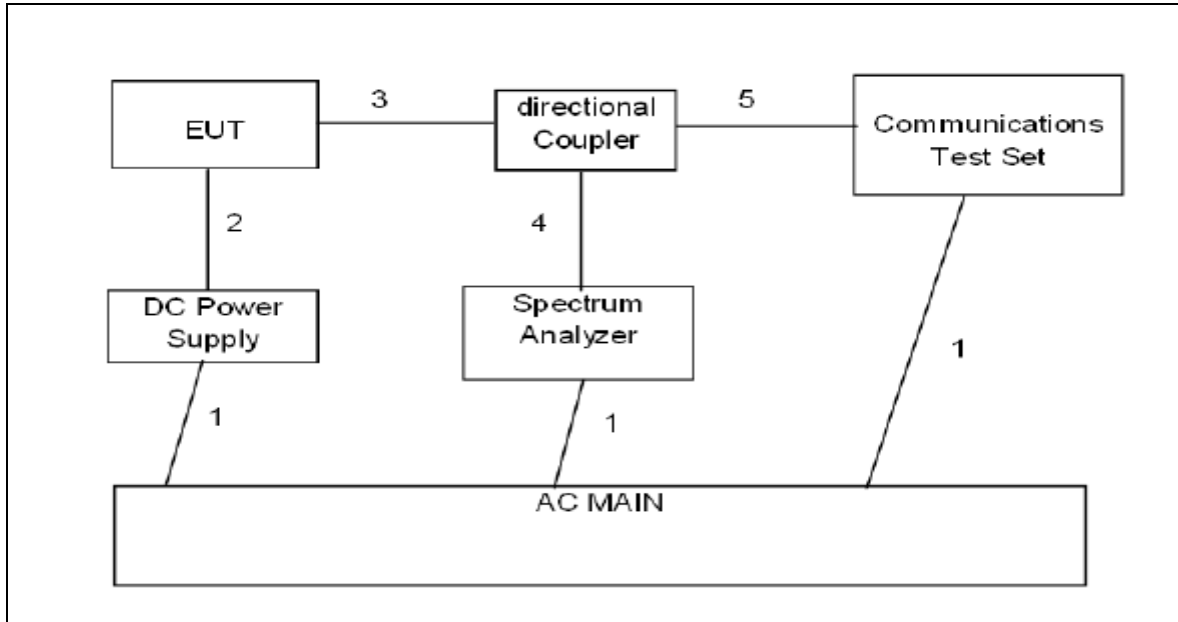 EUT
3
directional
Coupler
5
Communications
Test Set
2
4
DC Power
Supply
Spectrum
Analyzer
1
1
1
AC MAIN